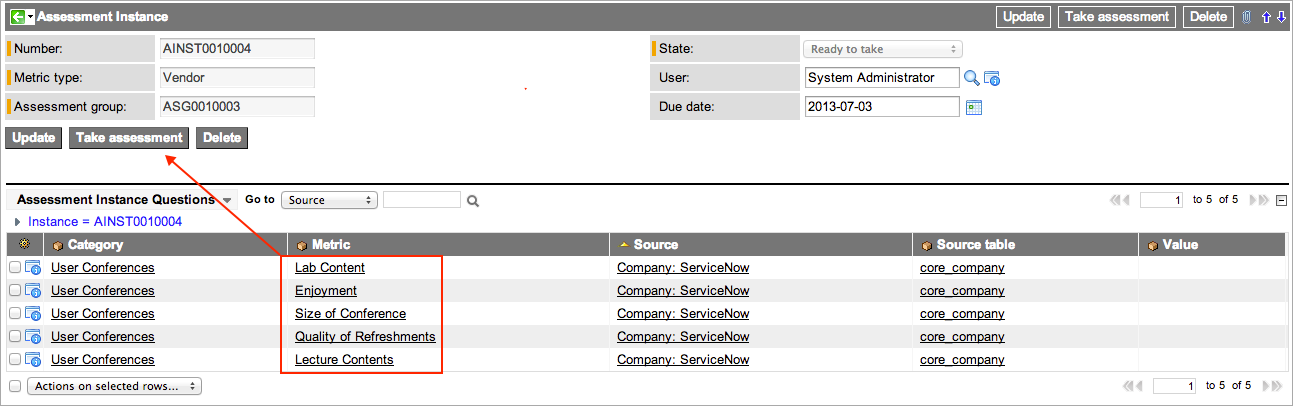 Assessment Instance Update Take assessment Delete
Number: AINST0010004 State: Ready to take
Metric type: Vendor User: System Administrator
Assessment group: ASG0010003 Due date: 2013-07-03
Update Take assessment Delete
Assessment Instance Questions Go to Source 1 to 5 of 5
Instance = AINST0010004
Category Metric Source Source table Value
User Conferences Lab Content Company: ServiceNow core_company
User Conferences Enjoyment Company: ServiceNow core_company
User Conferences Size of Conference Company: ServiceNow core_company
User Conferences Quality of Refreshments Company: ServiceNow core_company
User Conferences Lecture Contents Company: ServiceNow core_company
Actions on selected rows... 1 to 5 of 5